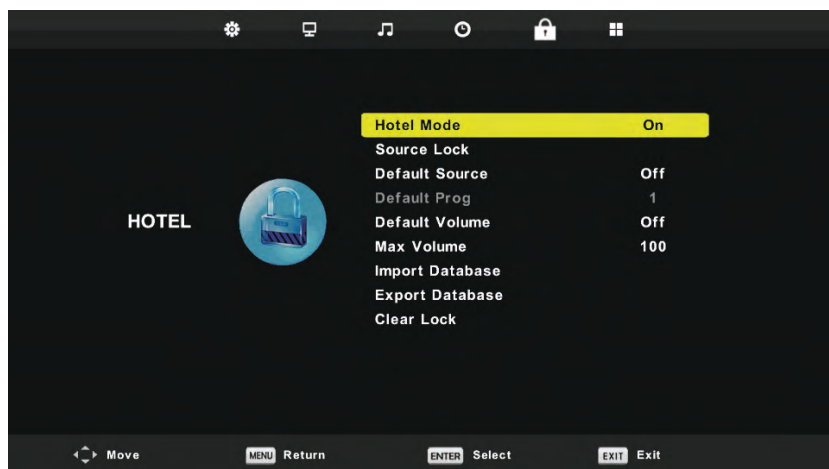 HOTEL
Hotel Mode On
Source Lock
Default Source Off
Default Prog 1
Default Volume Off
Max Volume 100
Import Database
Export Database
Clear Lock
Move MENU Return ENTER Select EXIT Exit